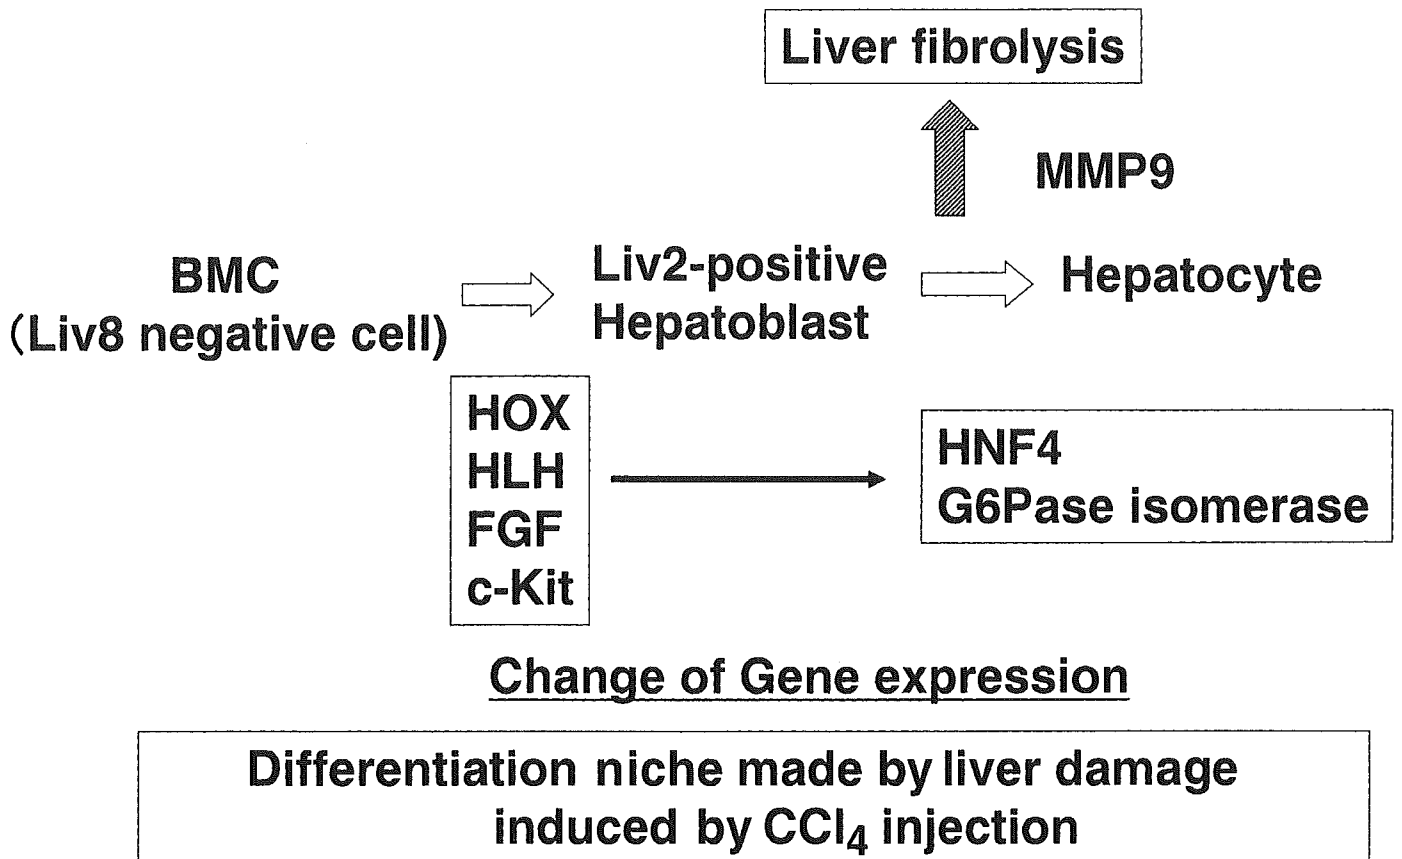 Liver fibrolysis
MMP9
BMC
(Liv8 negative cell)
Liv2-positive
Hepatoblast
Hepatocyte
HOX
HLH
FGF
c-Kit
HNF4
G6Pase isomerase
Change of Gene expression
Differentiation niche made by liver damage
induced by CCl₄ injection